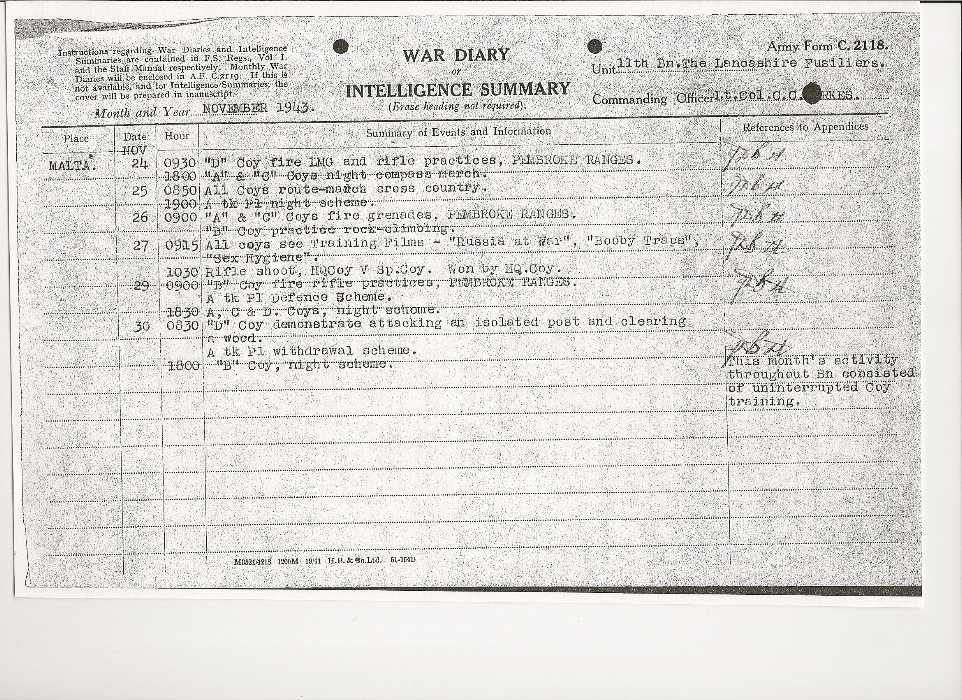 Instructions regarding War Diaries and Intelligence
Summaries are contained in F.S. Regs., Vol. I.
and the Staff Manual respectively. Monthly War
Diaries will be enclosed in A.F. C.2119. If this is
not available, and for Intelligence Summaries, the
cover will be prepared in manuscript.
Month and Year NOVEMBER 1943.
WAR DIARY
or
INTELLIGENCE SUMMARY
(Erase heading not required).
Army Form C. 2118.
Unit 11th Bn.The Lancashire Fusiliers.
Commanding Officer Lt.Col.C.C.
Place Date Hour Summary of Events and Information References to Appendices
NOV
MALTA. 24 0930 "D" Coy fire LMG and rifle practices, PEMBROKE RANGES.
1800 "A" & "C" Coys night compass march.
25 0850 All Coys route-march cross country.
1900 A tk Pl night scheme.
26 0900 "A" & "C" Coys fire grenades, PEMBROKE RANGES.
"B" Coy practice rock-climbing.
27 0915 All coys see Training Films - "Russia at War", "Booby Traps",
"Sex Hygiene".
1030 Rifle shoot, HQCoy V Sp.Coy. Won by HQ.Coy.
29 0900 "B" Coy fire rifle practices, PEMBROKE RANGES.
A tk Pl Defence Scheme.
1830 A, C & D. Coys, night scheme.
30 0830 "D" Coy demonstrate attacking an isolated post and clearing
a wood.
A tk Pl withdrawal scheme.
1800 "B" Coy, night scheme.
This month's activity
throughout Bn consisted
of uninterrupted Coy
training.